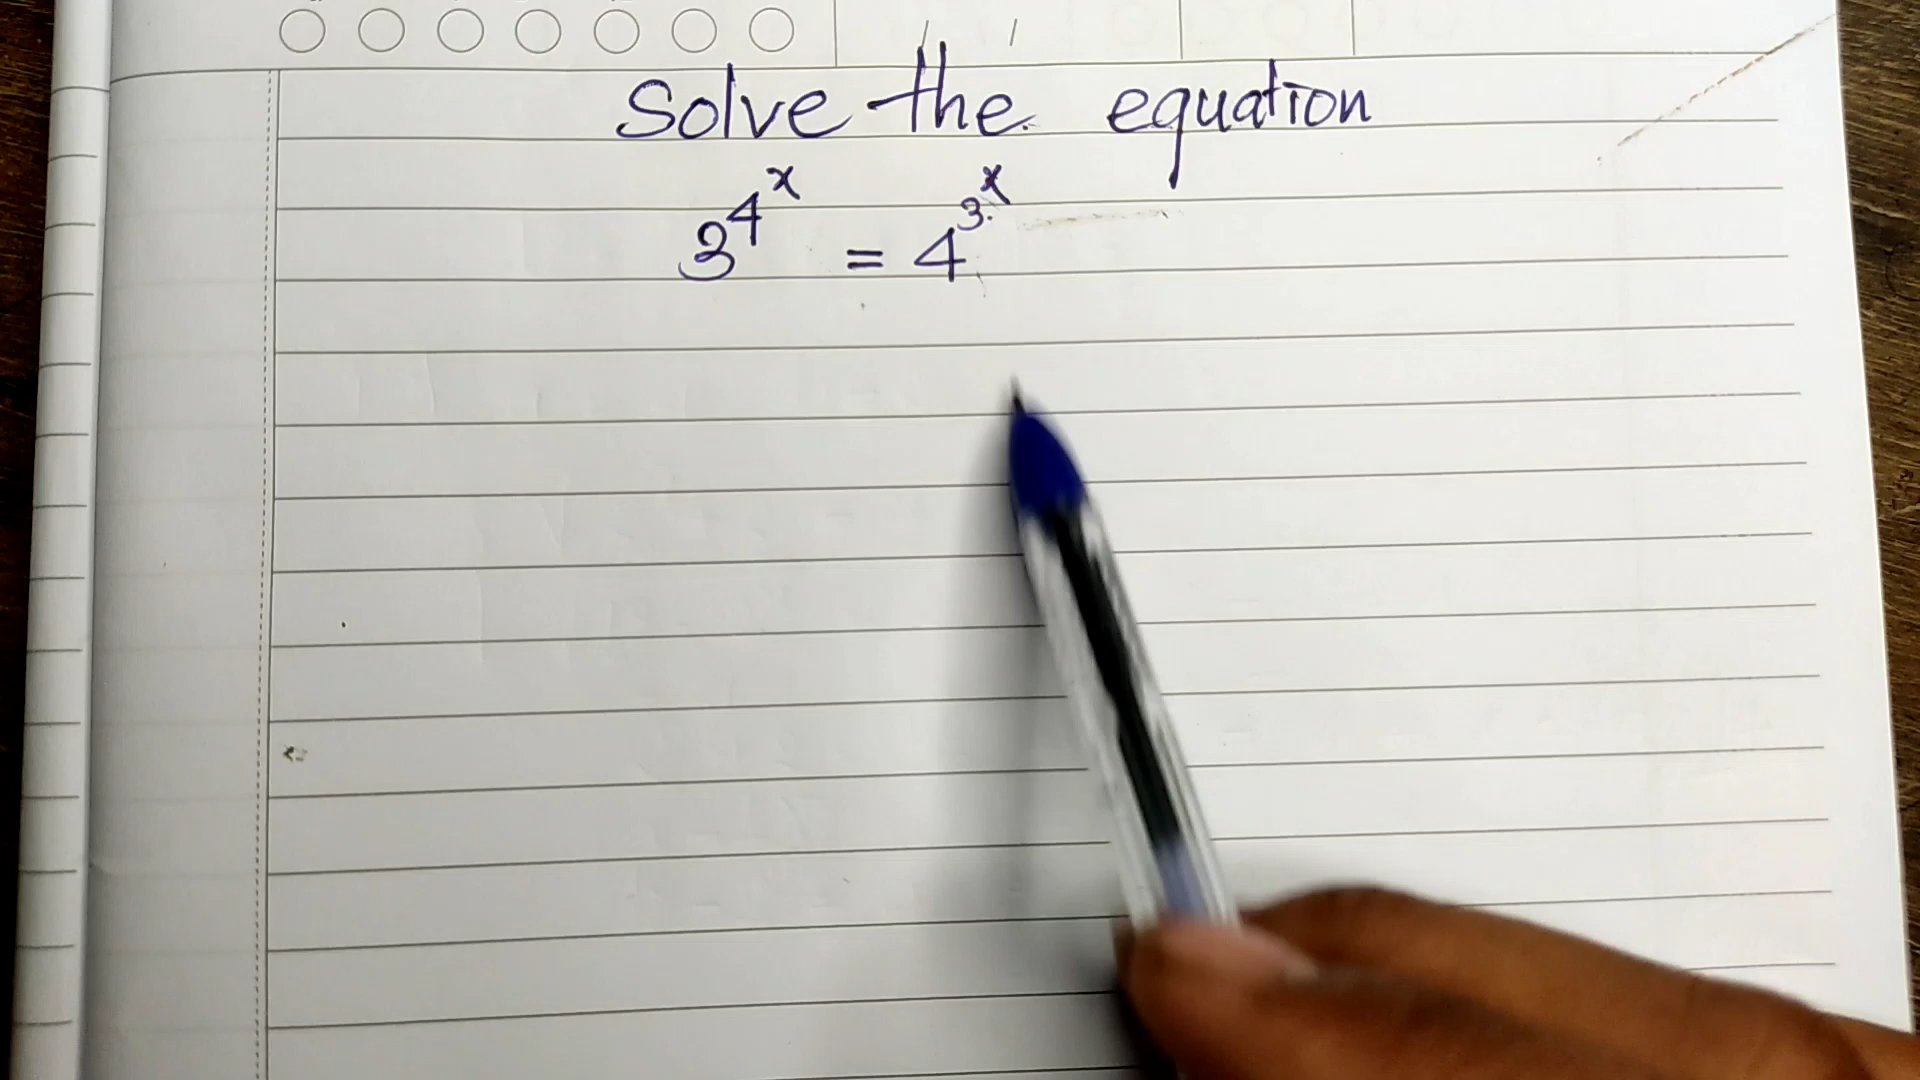 Solve the equation
3^4^x = 4^3^x